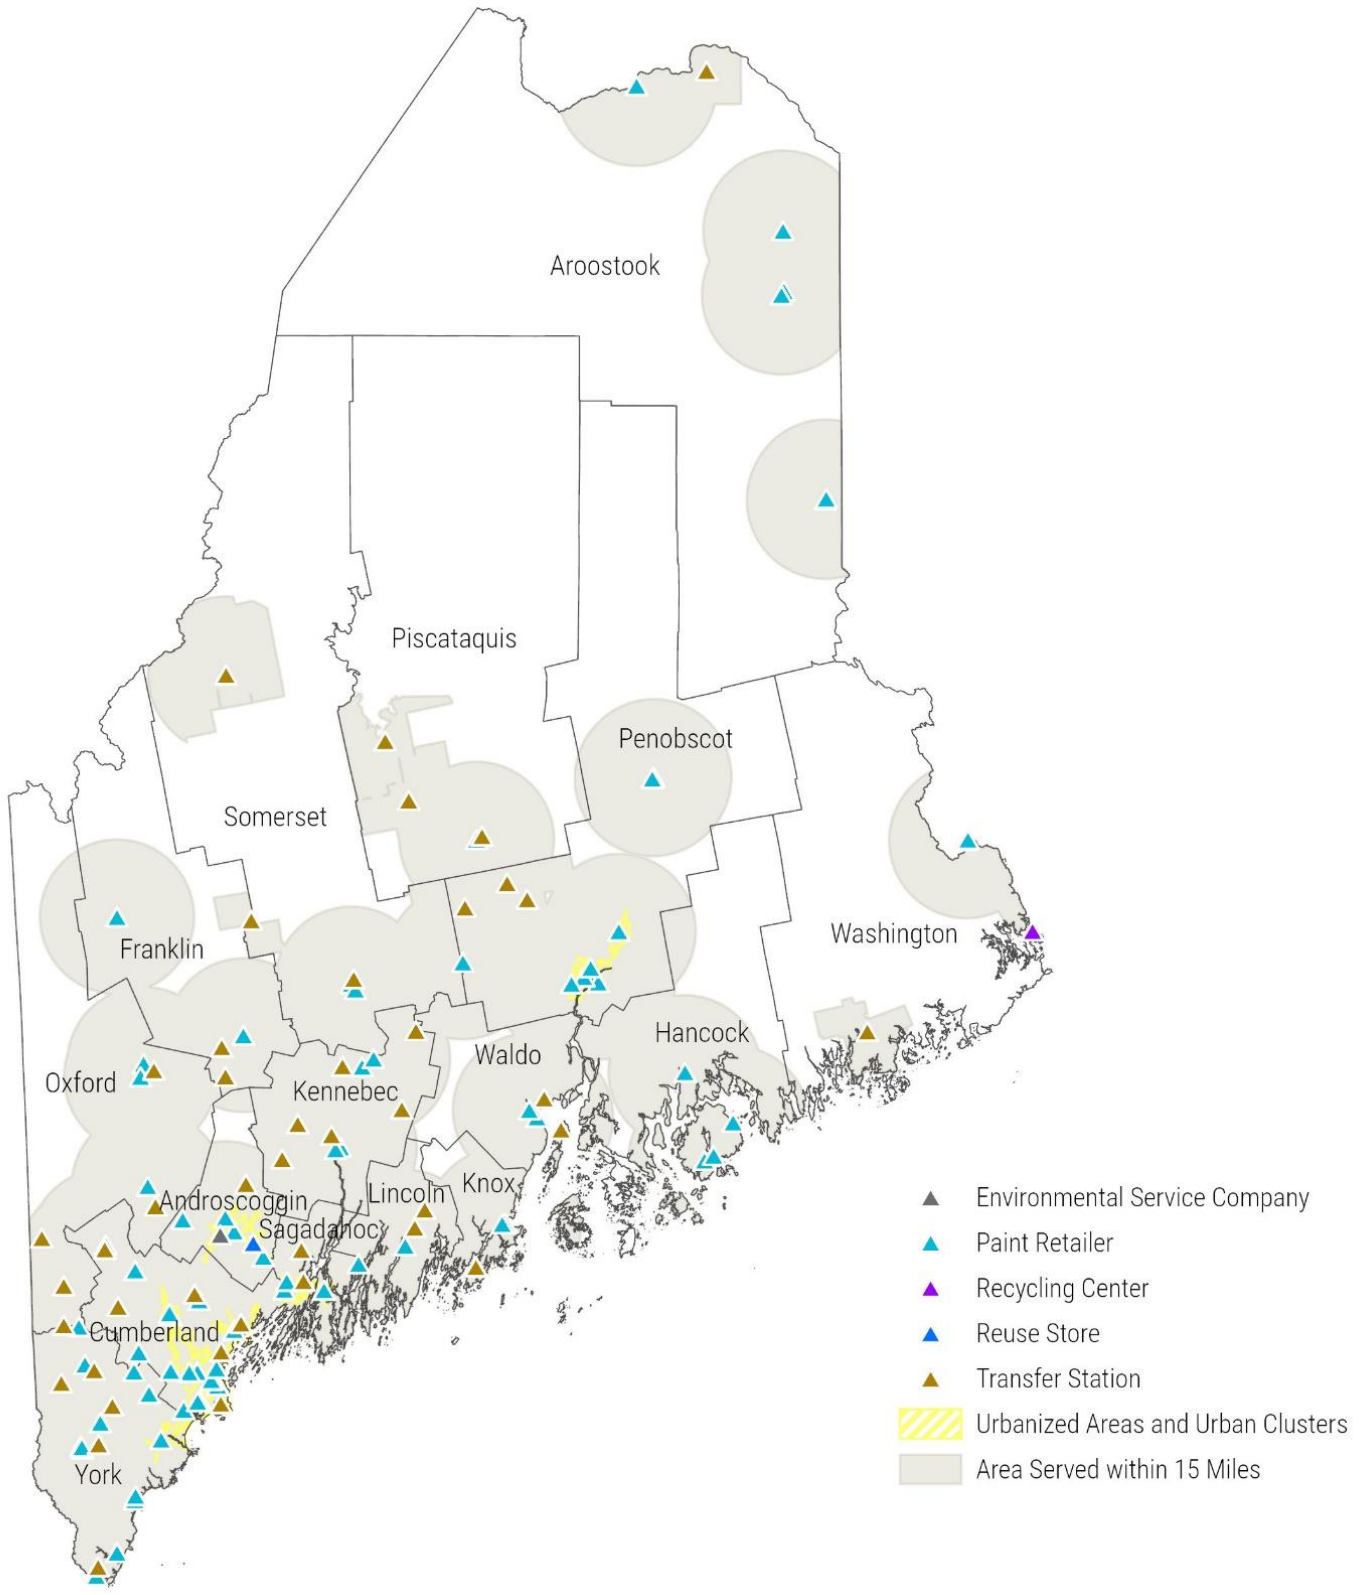 Aroostook
Piscataquis
Penobscot
Somerset
Washington
Franklin
Hancock
Waldo
Oxford
Kennebec
Lincoln
Knox
Androscoggin
Sagadahoc
Cumberland
York
Environmental Service Company
Paint Retailer
Recycling Center
Reuse Store
Transfer Station
Urbanized Areas and Urban Clusters
Area Served within 15 Miles